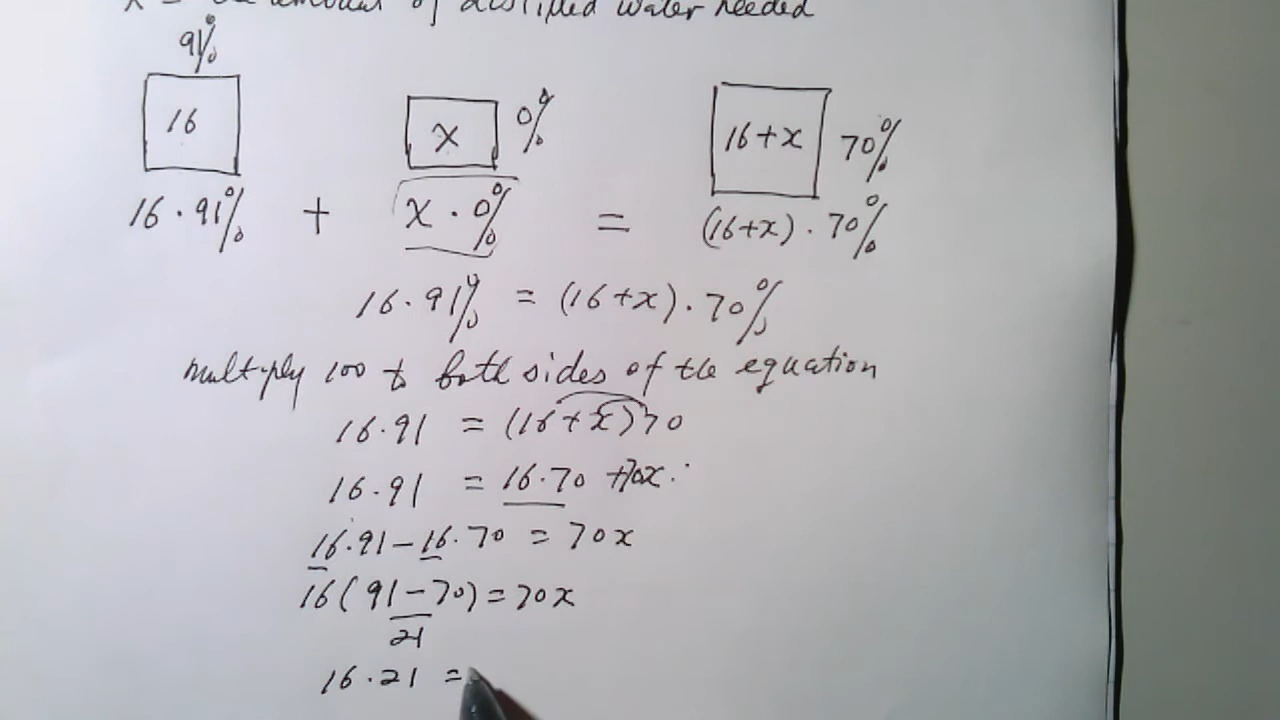 of distilled water needed
91%
16 x 0% 16+x 70%
16·91% + x·0% = (16+x)·70%
16·91% = (16+x)·70%
multiply 100 to both sides of the equation
16·91 = (16+x)70
16·91 = 16·70 +70x
16·91-16·70 = 70x
16(91-70) = 70x
21
16·21 =